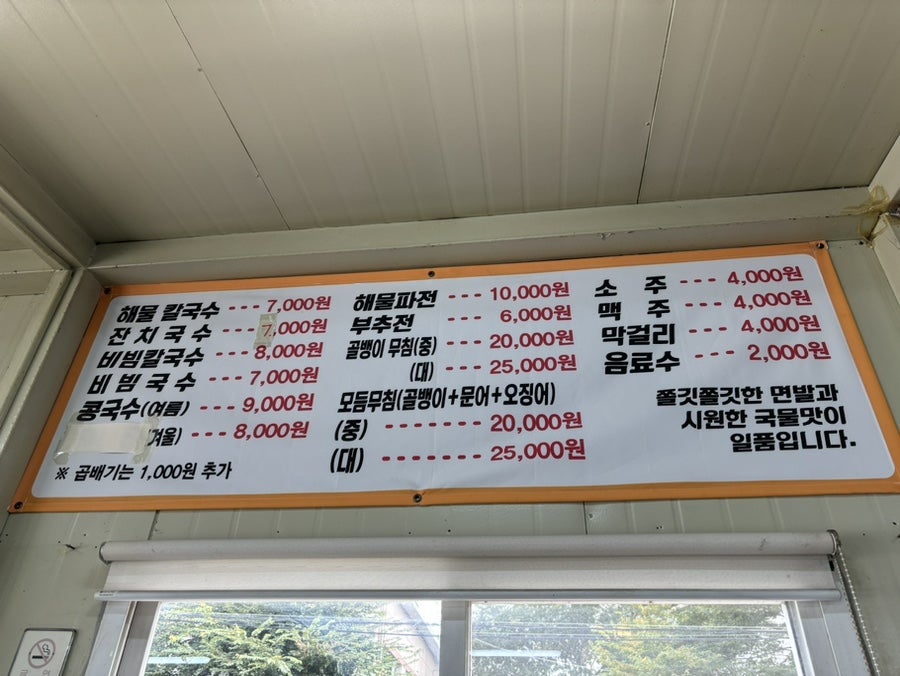 해물 칼국수 --- 7,000원
잔치국수 --- 7,000원
비빔칼국수 --- 8,000원
비빔국수 --- 7,000원
콩국수(여름) --- 9,000원
겨울) --- 8,000원
※ 곱배기는 1,000원 추가
해물파전 --- 10,000원
부추전 --- 6,000원
골뱅이 무침(중) --- 20,000원
(대) --- 25,000원
모듬무침(골뱅이+문어+오징어)
(중) ------- 20,000원
(대) ------- 25,000원
소 주 --- 4,000원
맥 주 --- 4,000원
막걸리 --- 4,000원
음료수 --- 2,000원
쫄깃쫄깃한 면발과
시원한 국물맛이
일품입니다.